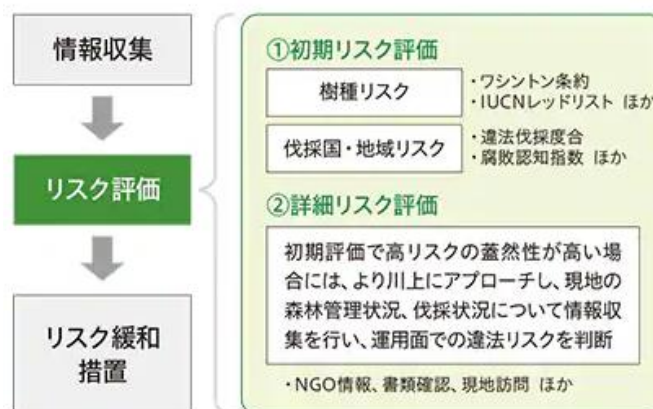 情報収集
リスク評価
リスク緩和
措置
①初期リスク評価
樹種リスク
・ワシントン条約
・IUCNレッドリスト ほか
伐採国・地域リスク
・違法伐採度合
・腐敗認知指数 ほか
②詳細リスク評価
初期評価で高リスクの蓋然性が高い場
合には、より川上にアプローチし、現地の
森林管理状況、伐採状況について情報収
集を行い、運用面での違法リスクを判断
・NGO情報、書類確認、現地訪問 ほか